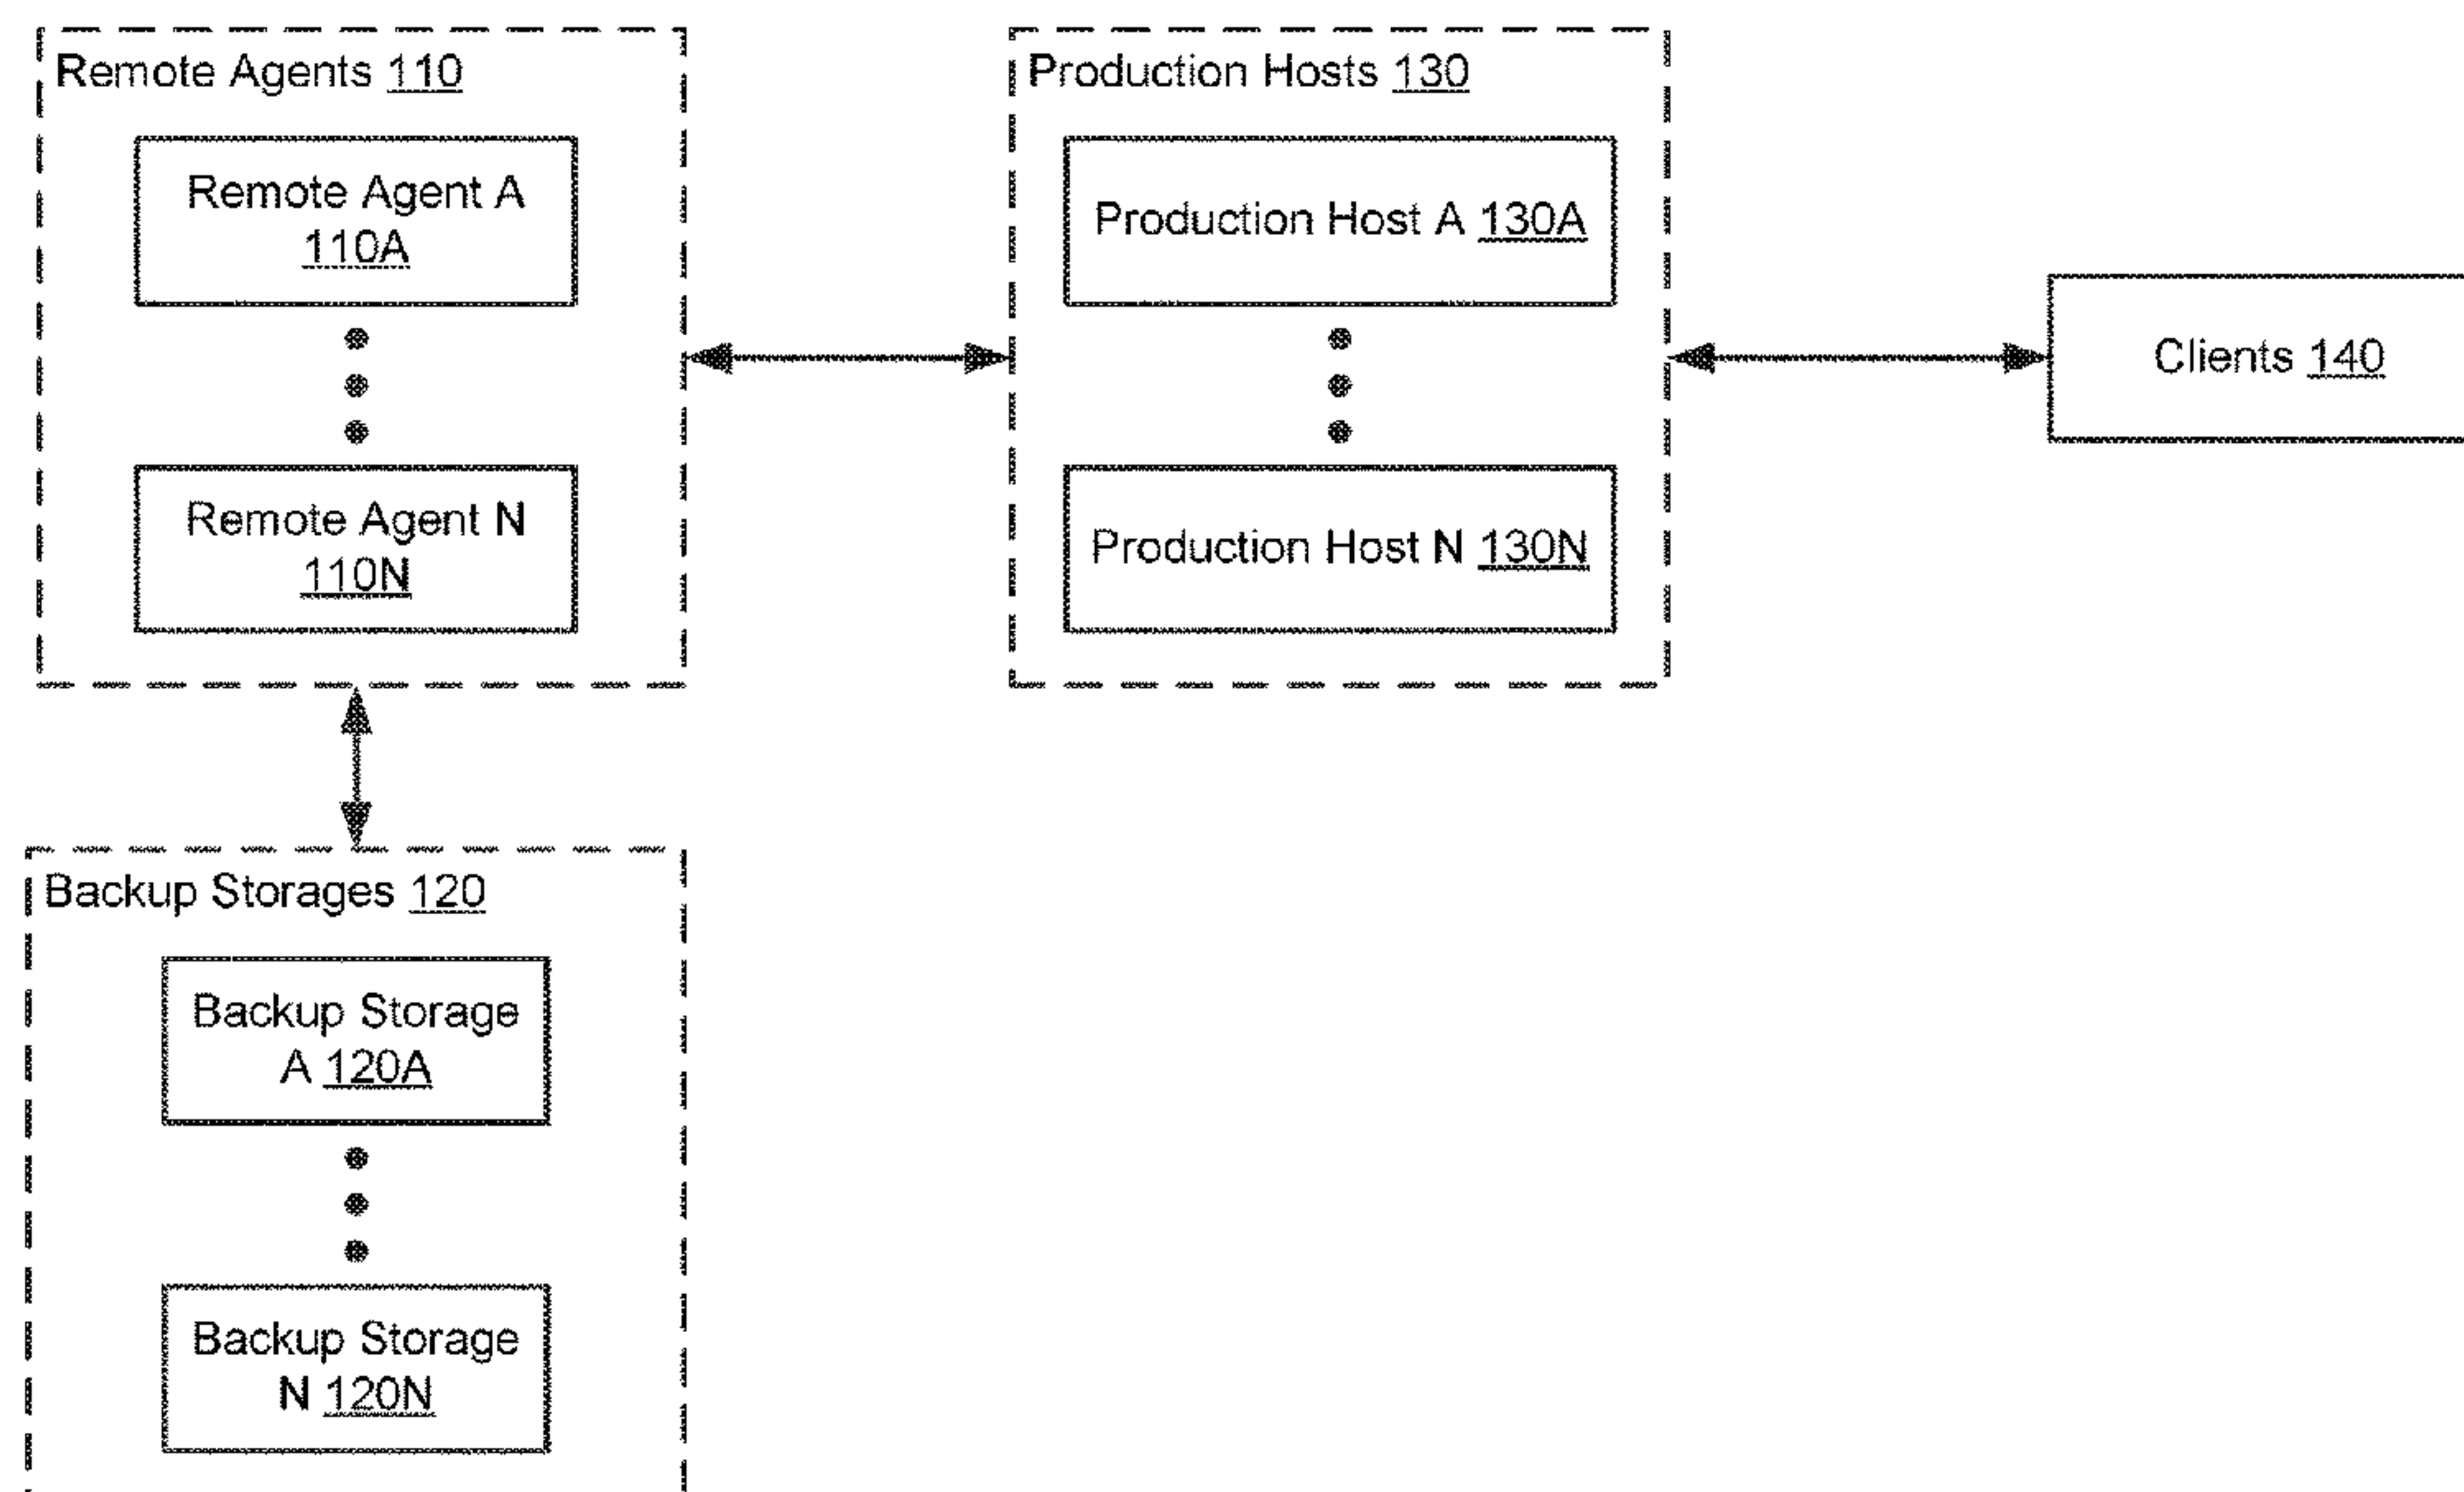 Remote Agents 110
Remote Agent A
110A
Remote Agent N
110N
Production Hosts 130
Production Host A 130A
Production Host N 130N
Clients 140
Backup Storages 120
Backup Storage
A 120A
Backup Storage
N 120N